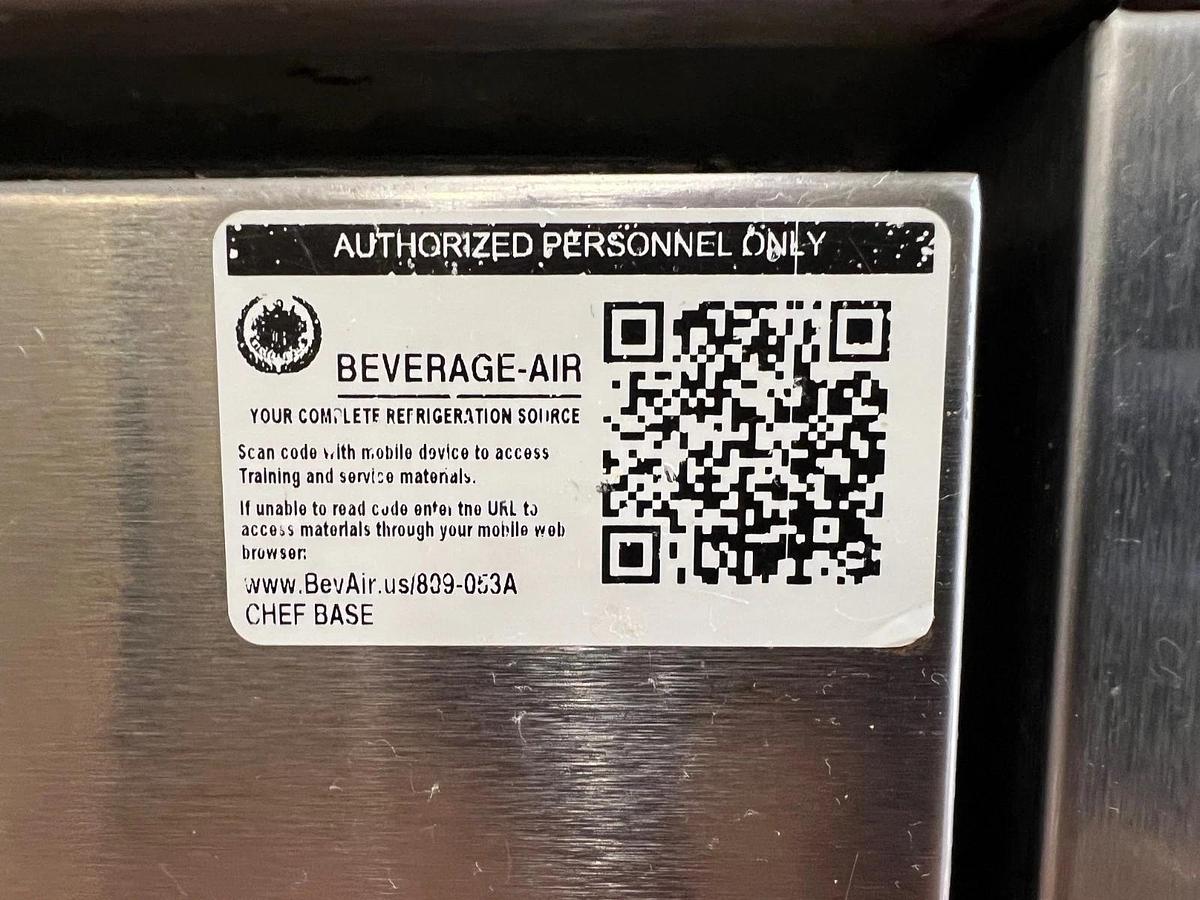 AUTHORIZED PERSONNEL ONLY
BEVERAGE-AIR
YOUR COMPLETE REFRIGERATION SOURCE
Scan code with mobile device to access
Training and service materials.
If unable to read code enter the URL to
access materials through your mobile web
browser:
www.BevAir.us/809-053A
CHEF BASE